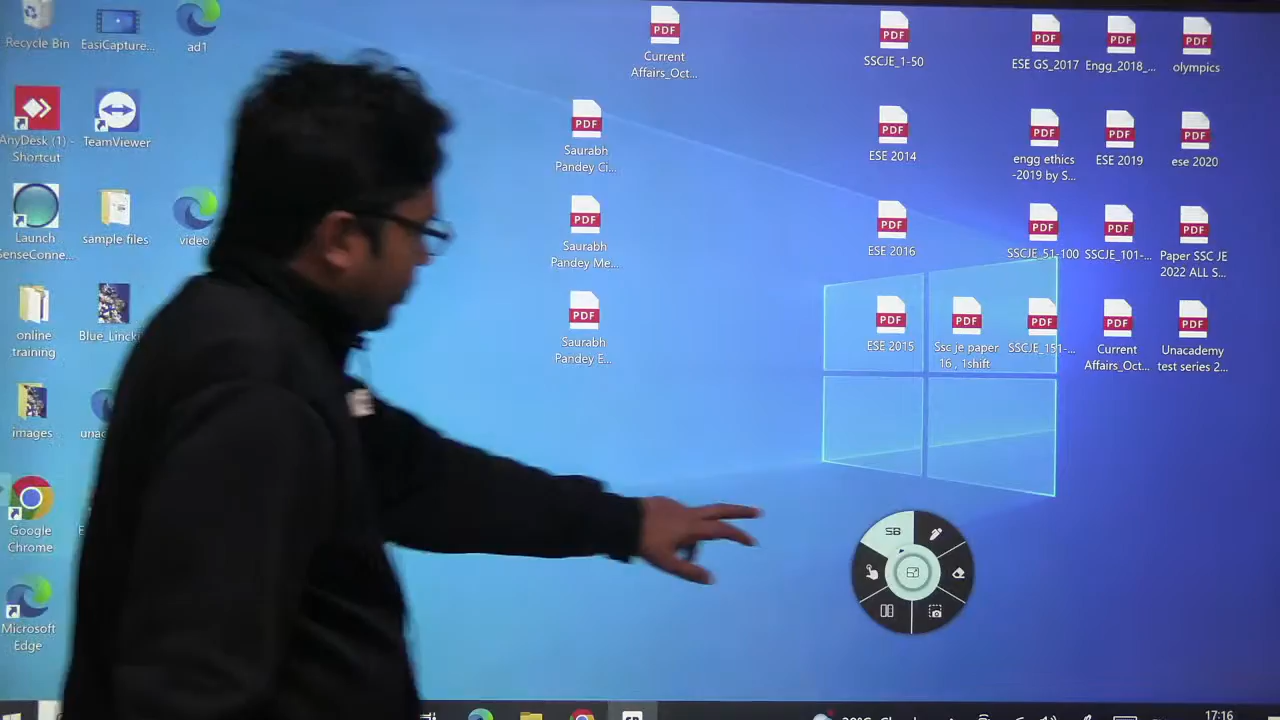 Recycle Bin
EasiCapture...
ad1
AnyDesk (1) -
Shortcut
TeamViewer
Launch
SenseConne...
sample files
video
online
training
Blue_Lincki
images
unac
Google
Chrome
Microsoft
Edge
PDF
Current
Affairs_Oct...
PDF
Saurabh
Pandey Ci...
PDF
Saurabh
Pandey Me...
PDF
Saurabh
Pandey E...
PDF
SSCJE_1-50
PDF
ESE GS_2017
PDF
Engg_2018_...
PDF
olympics
PDF
ESE 2014
PDF
engg ethics
-2019 by S...
PDF
ESE 2019
PDF
ese 2020
PDF
ESE 2016
PDF
SSCJE_51-100
PDF
SSCJE_101-...
PDF
Paper SSC JE
2022 ALL S...
PDF
ESE 2015
PDF
Ssc je paper
16 , 1shift
PDF
SSCJE_151-...
PDF
Current
Affairs_Oct...
PDF
Unacademy
test series 2...
SB
17:16